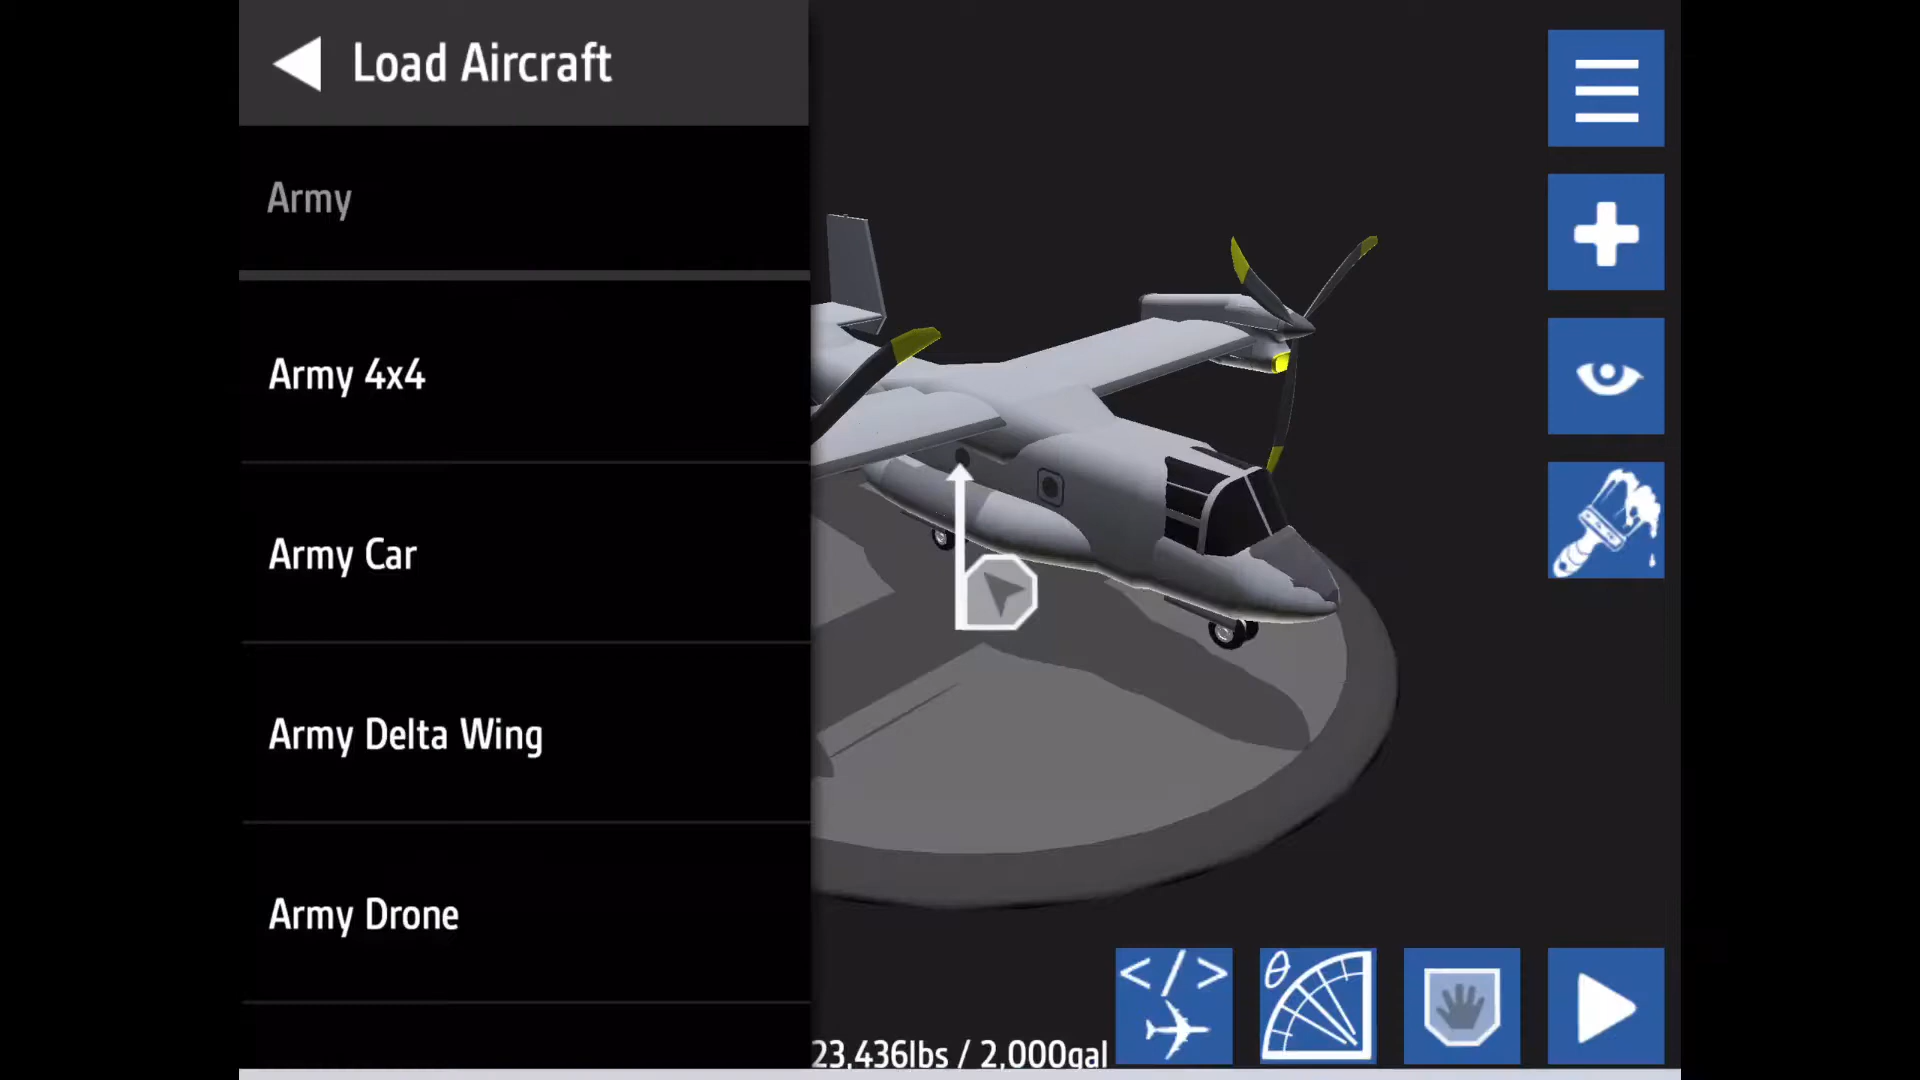 Load Aircraft
Army
Army 4x4
Army Car
Army Delta Wing
Army Drone
</>
θ
23,436lbs / 2,000gal